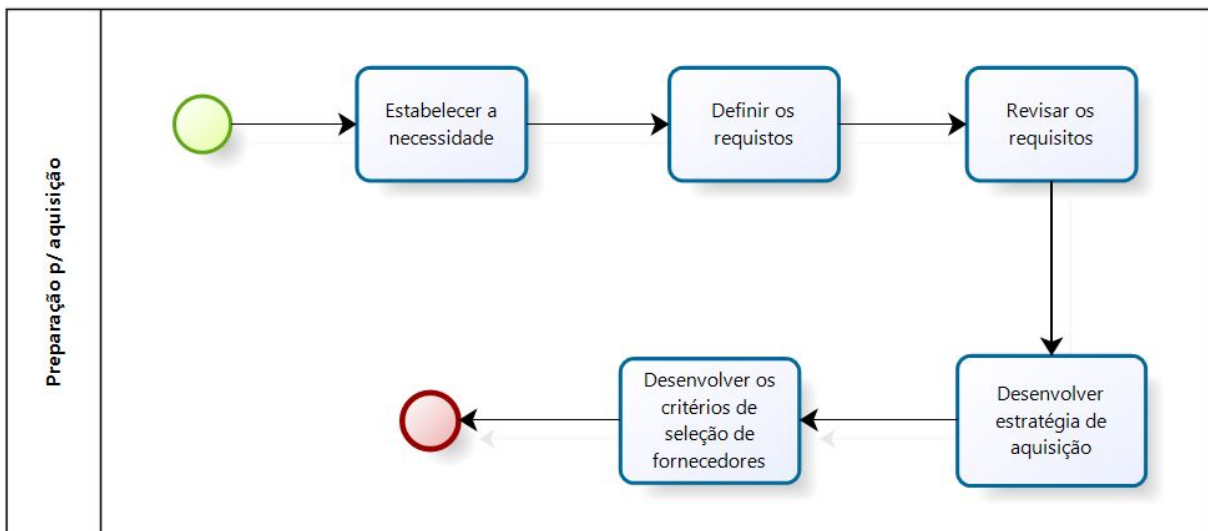 Preparação p/ aquisição
Estabelecer a
necessidade
Definir os
requistos
Revisar os
requisitos
Desenvolver
estratégia de
aquisição
Desenvolver os
critérios de
seleção de
fornecedores